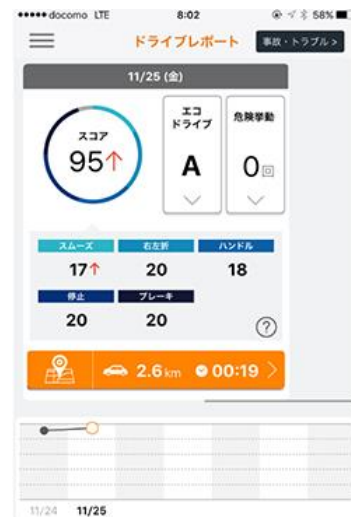 docomo LTE 8:02 58%
ドライブレポート 事故・トラブル >
11/25 (金)
スコア
95↑
エコ
ドライブ
A
危険挙動
0回
スムーズ 右左折 ハンドル
17↑ 20 18
停止 ブレーキ
20 20
?
2.6 km 00:19 >
11/24 11/25